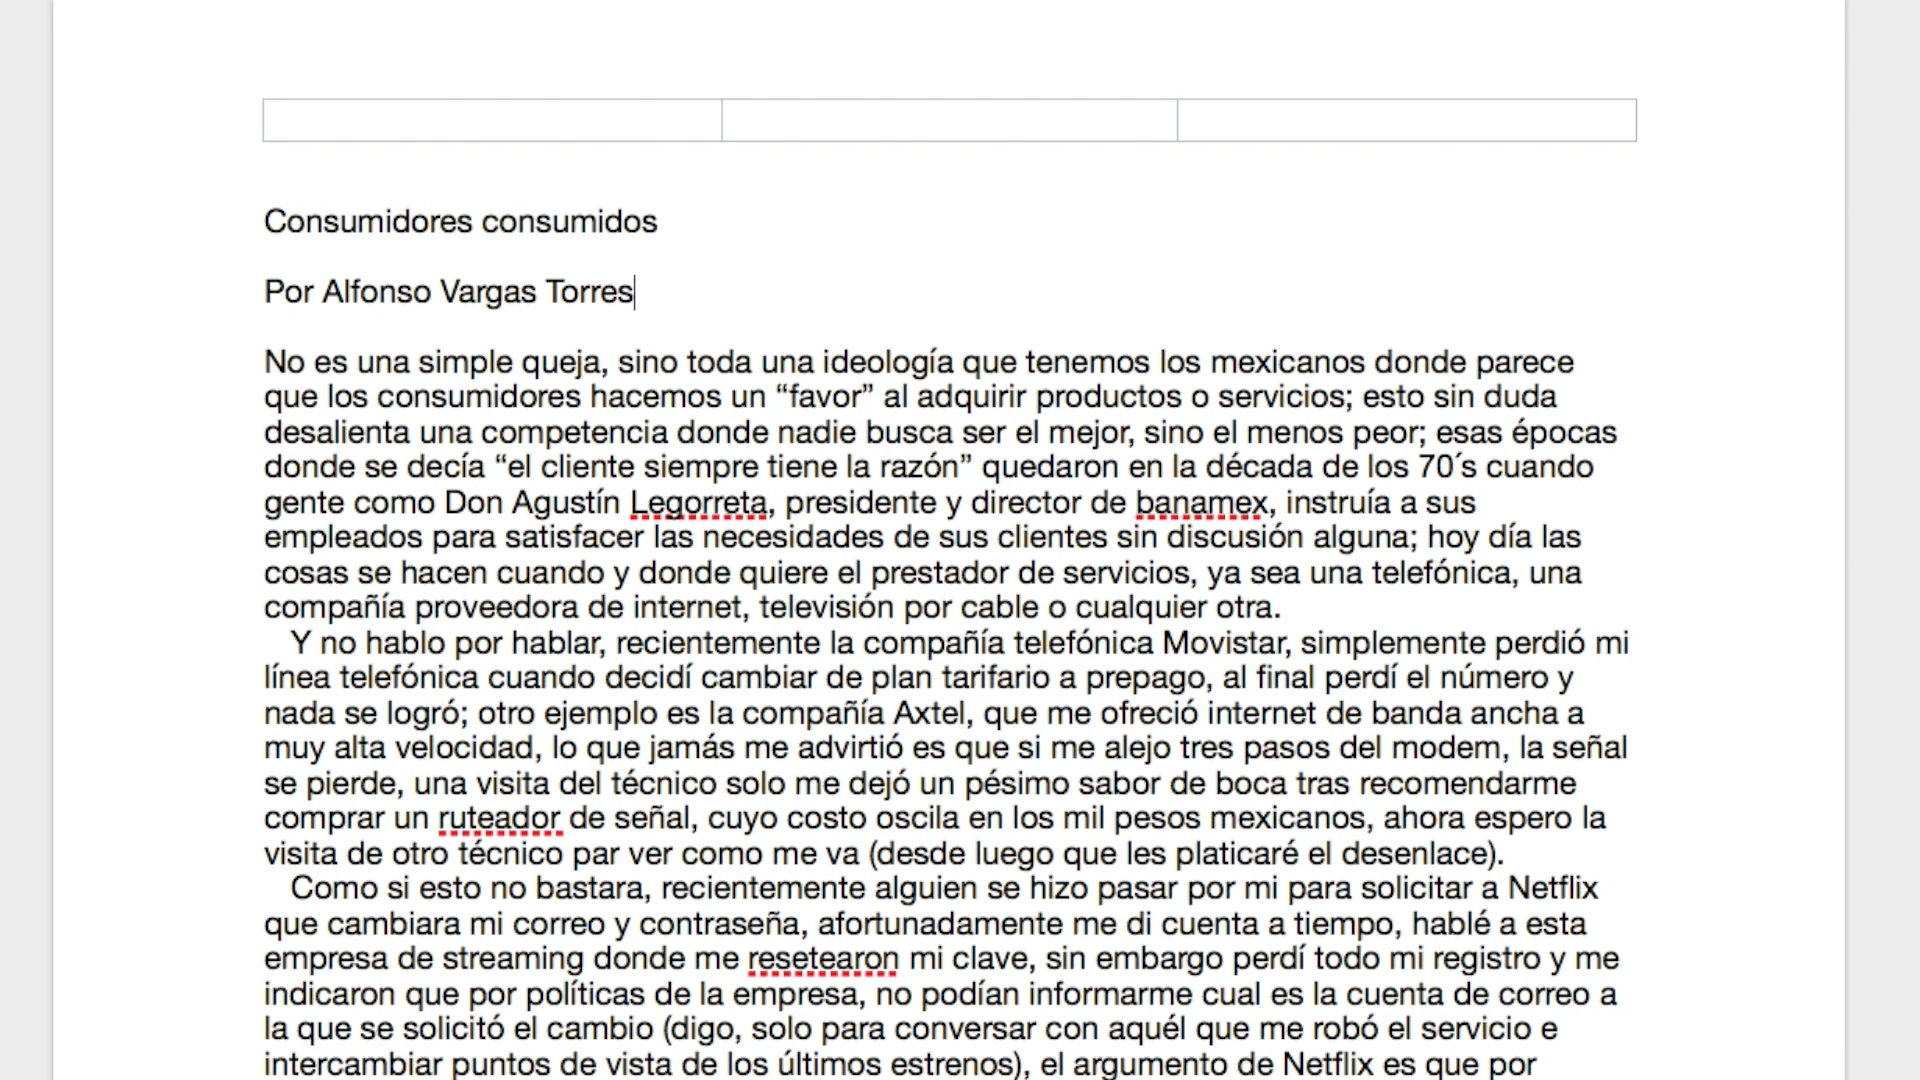 Consumidores consumidos
Por Alfonso Vargas Torres
No es una simple queja, sino toda una ideología que tenemos los mexicanos donde parece
que los consumidores hacemos un “favor” al adquirir productos o servicios; esto sin duda
desalienta una competencia donde nadie busca ser el mejor, sino el menos peor; esas épocas
donde se decía “el cliente siempre tiene la razón” quedaron en la década de los 70´s cuando
gente como Don Agustín Legorreta, presidente y director de banamex, instruía a sus
empleados para satisfacer las necesidades de sus clientes sin discusión alguna; hoy día las
cosas se hacen cuando y donde quiere el prestador de servicios, ya sea una telefónica, una
compañía proveedora de internet, televisión por cable o cualquier otra.
Y no hablo por hablar, recientemente la compañía telefónica Movistar, simplemente perdió mi
línea telefónica cuando decidí cambiar de plan tarifario a prepago, al final perdí el número y
nada se logró; otro ejemplo es la compañía Axtel, que me ofreció internet de banda ancha a
muy alta velocidad, lo que jamás me advirtió es que si me alejo tres pasos del modem, la señal
se pierde, una visita del técnico solo me dejó un pésimo sabor de boca tras recomendarme
comprar un ruteador de señal, cuyo costo oscila en los mil pesos mexicanos, ahora espero la
visita de otro técnico par ver como me va (desde luego que les platicaré el desenlace).
Como si esto no bastara, recientemente alguien se hizo pasar por mi para solicitar a Netflix
que cambiara mi correo y contraseña, afortunadamente me di cuenta a tiempo, hablé a esta
empresa de streaming donde me resetearon mi clave, sin embargo perdí todo mi registro y me
indicaron que por políticas de la empresa, no podían informarme cual es la cuenta de correo a
la que se solicitó el cambio (digo, solo para conversar con aquél que me robó el servicio e
intercambiar puntos de vista de los últimos estrenos), el argumento de Netflix es que por